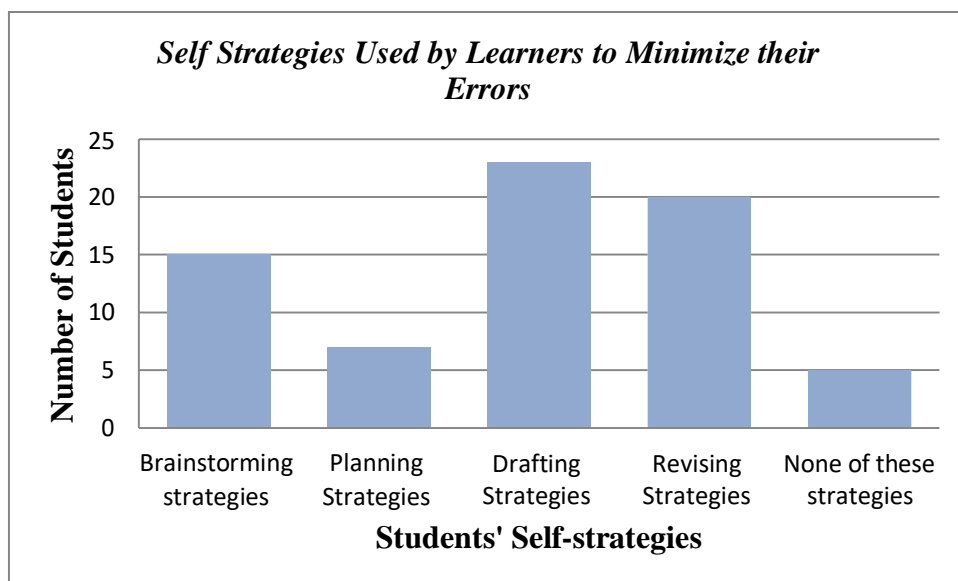 Self Strategies Used by Learners to Minimize their
Errors
Number of Students
25
20
15
10
5
0
Brainstorming
strategies
Planning
Strategies
Drafting
Strategies
Revising
Strategies
None of these
strategies
Students' Self-strategies